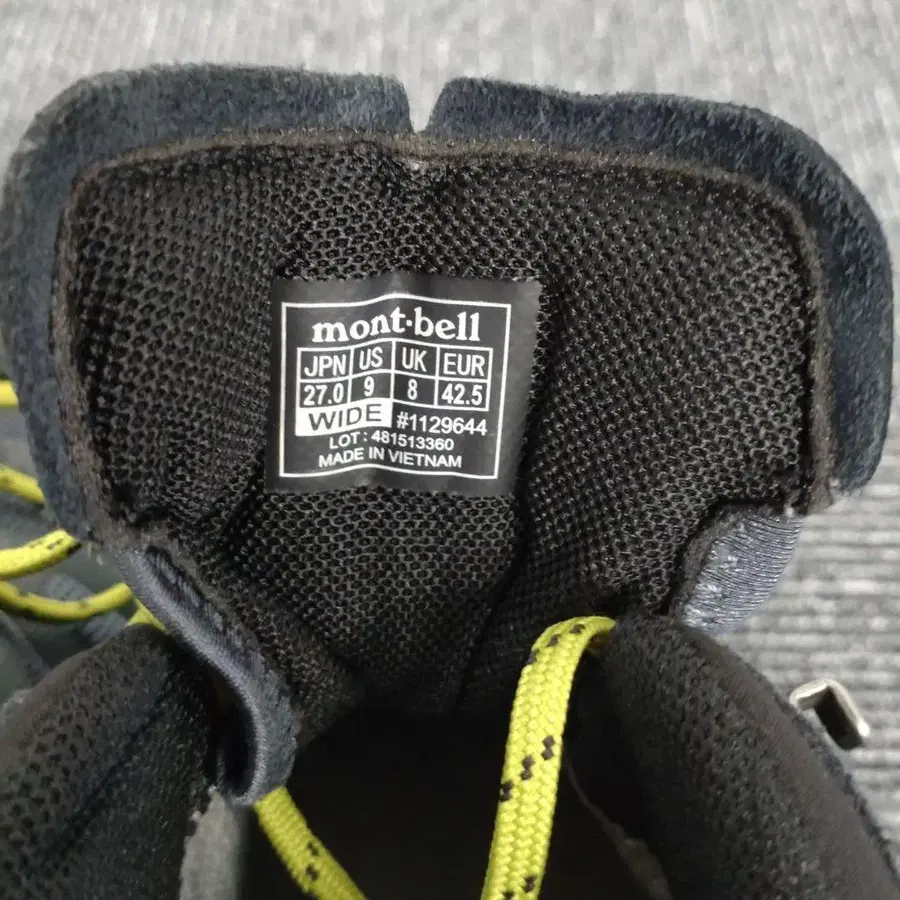 mont-bell
JPN US UK EUR
27.0 9 8 42.5
WIDE #1129644
LOT : 481513360
MADE IN VIETNAM